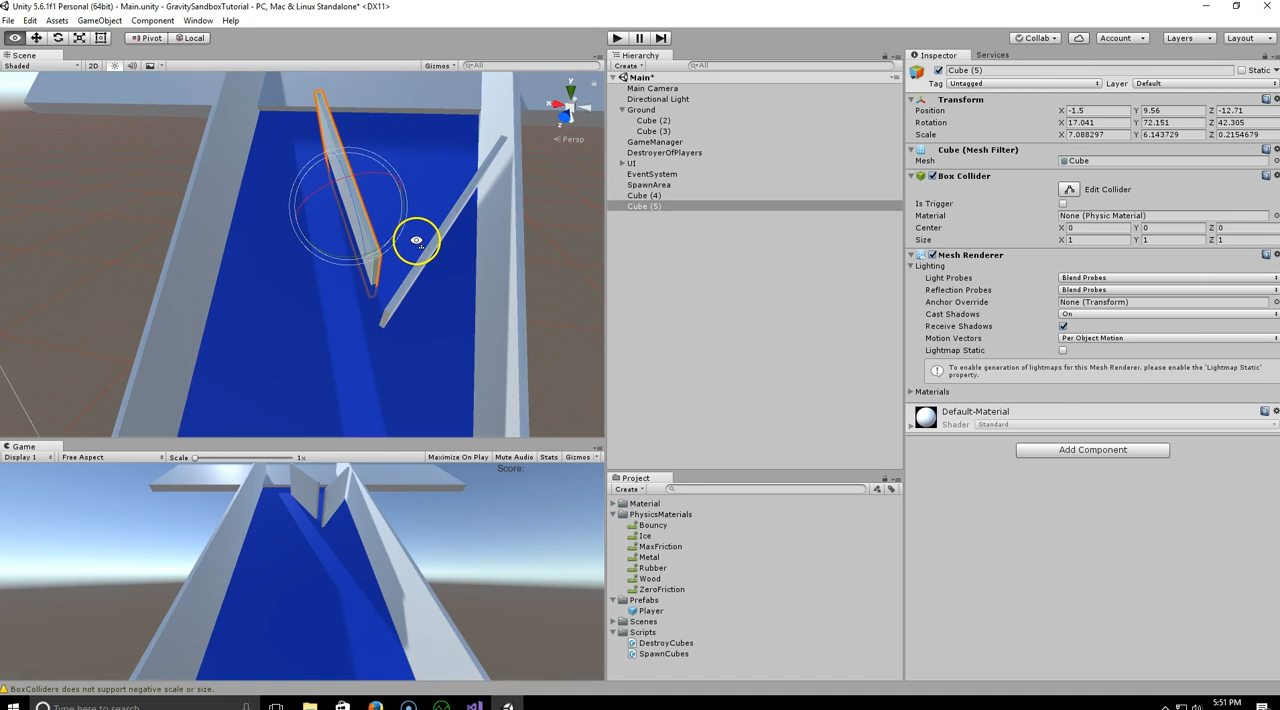 Unity 5.6.1f1 Personal (64bit) - Main.unity - GravitySandboxTutorial - PC, Mac & Linux Standalone* <DX11>
File Edit Assets GameObject Component Window Help
Pivot Local
Collab Account Layers Layout
Scene
Shaded 2D Gizmos All
y
x
z
Persp
Game
Display 1 Free Aspect Scale 1x Maximize On Play Mute Audio Stats Gizmos
Score:
Hierarchy
Create All
Main*
Main Camera
Directional Light
Ground
Cube (2)
Cube (3)
GameManager
DestroyerOfPlayers
UI
EventSystem
SpawnArea
Cube (4)
Cube (5)
Project
Create
Material
PhysicsMaterials
Bouncy
Ice
MaxFriction
Metal
Rubber
Wood
ZeroFriction
Prefabs
Player
Scenes
Scripts
DestroyCubes
SpawnCubes
Inspector Services
Cube (5) Static
Tag Untagged Layer Default
Transform
Position X -1.5 Y 9.56 Z -12.71
Rotation X 17.041 Y 72.151 Z 42.305
Scale X 7.088297 Y 6.143729 Z 0.2154679
Cube (Mesh Filter)
Mesh Cube
Box Collider
Edit Collider
Is Trigger
Material None (Physic Material)
Center X 0 Y 0 Z 0
Size X 1 Y 1 Z 1
Mesh Renderer
Lighting
Light Probes Blend Probes
Reflection Probes Blend Probes
Anchor Override None (Transform)
Cast Shadows On
Receive Shadows
Motion Vectors Per Object Motion
Lightmap Static
To enable generation of lightmaps for this Mesh Renderer, please enable the 'Lightmap Static'
property.
Materials
Default-Material
Shader Standard
Add Component
BoxColliders does not support negative scale or size.
Type here to search
5:51 PM